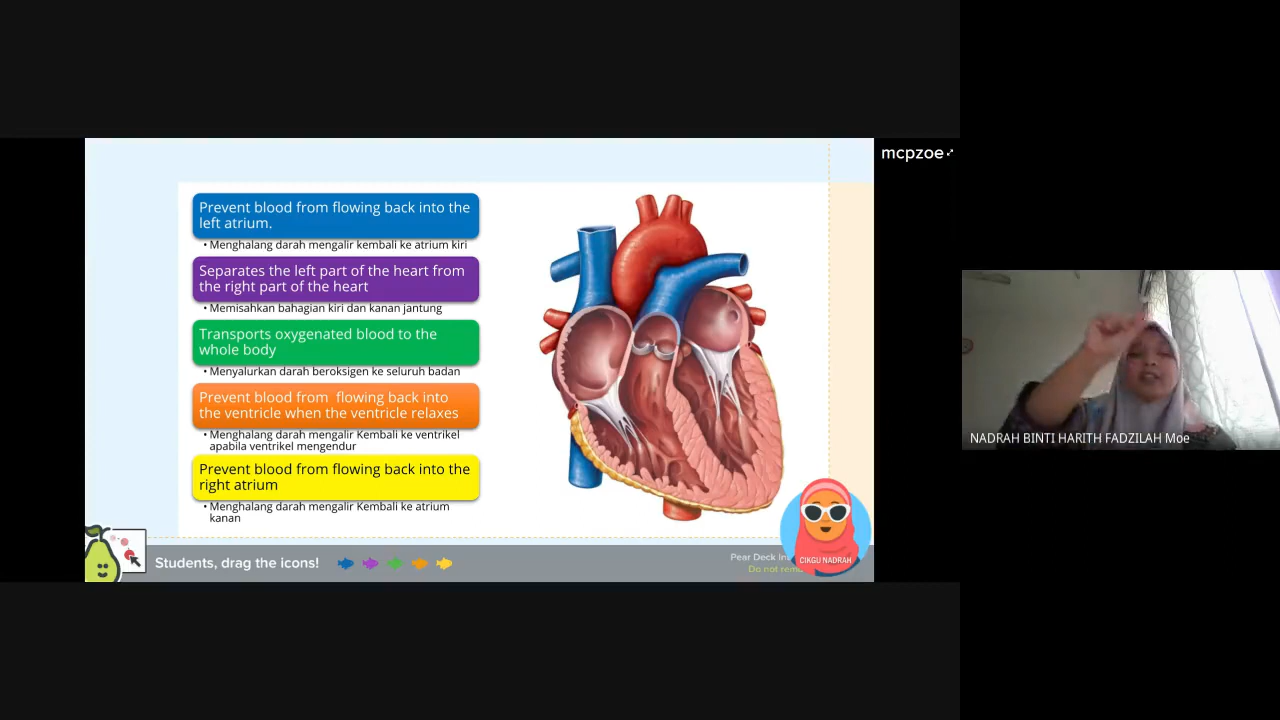 mcpzoe
Prevent blood from flowing back into the
left atrium.
• Menghalang darah mengalir kembali ke atrium kiri
Separates the left part of the heart from
the right part of the heart
• Memisahkan bahagian kiri dan kanan jantung
Transports oxygenated blood to the
whole body
• Menyalurkan darah beroksigen ke seluruh badan
Prevent blood from flowing back into
the ventricle when the ventricle relaxes
• Menghalang darah mengalir Kembali ke ventrikel
apabila ventrikel mengendur
Prevent blood from flowing back into the
right atrium
• Menghalang darah mengalir Kembali ke atrium
kanan
Students, drag the icons!
Pear Deck
Do not
CIKGU NADRAH
NADRAH BINTI HARITH FADZILAH Moe